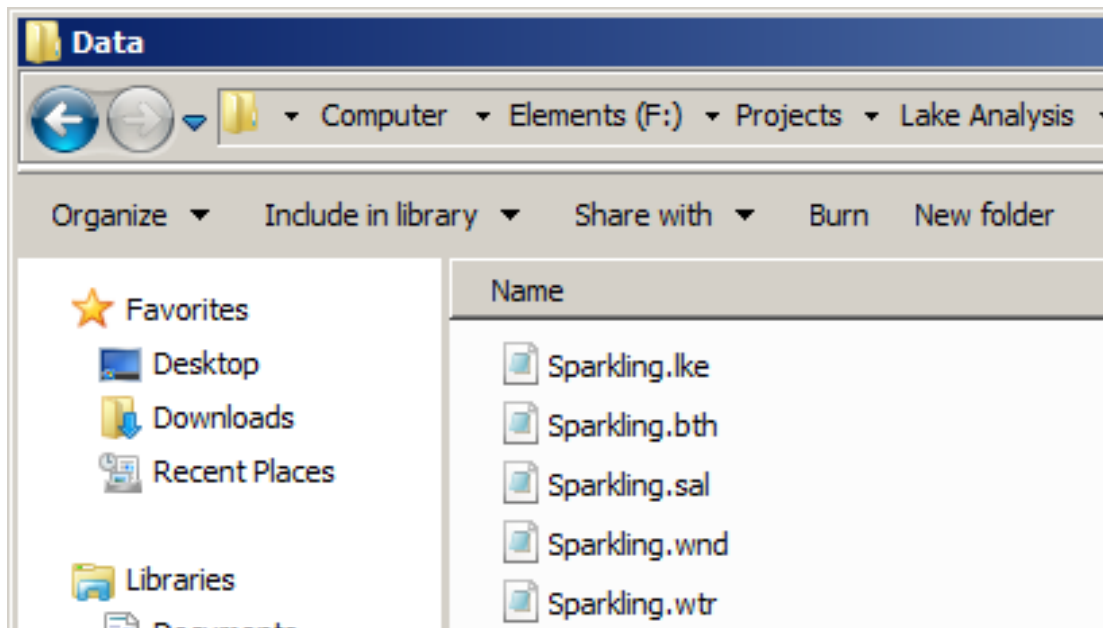 Data
Computer Elements (F:) Projects Lake Analysis
Organize Include in library Share with Burn New folder
Favorites
Desktop
Downloads
Recent Places
Libraries
Documents
Name
Sparkling.lke
Sparkling.bth
Sparkling.sal
Sparkling.wnd
Sparkling.wtr